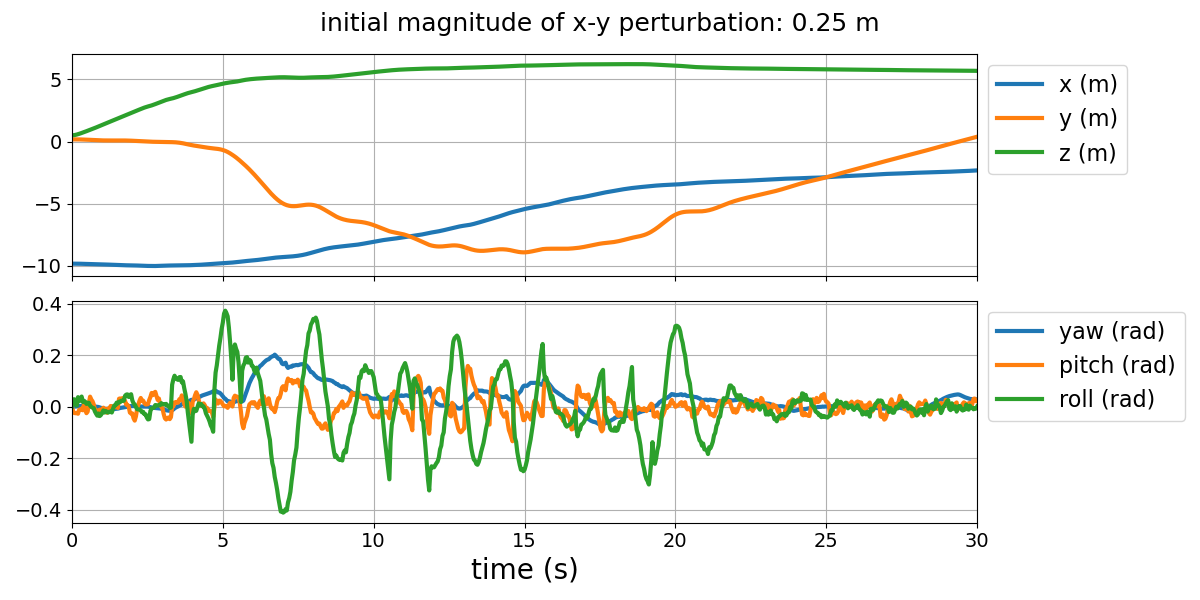 initial magnitude of x-y perturbation: 0.25 m
5
0
−5
−10
x (m)
y (m)
z (m)
0.4
0.2
0.0
−0.2
−0.4
yaw (rad)
pitch (rad)
roll (rad)
0 5 10 15 20 25 30
time (s)